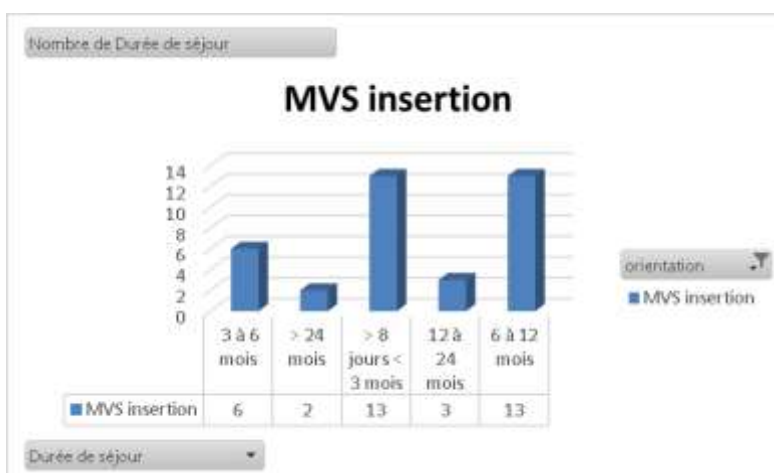 Nombre de Durée de séjour
MVS insertion
14
12
10
8
6
4
2
0
3 à 6 mois
> 24 mois
> 8 jours < 3 mois
12 à 24 mois
6 à 12 mois
MVS insertion 6 2 13 3 13
orientation
MVS insertion
Durée de séjour